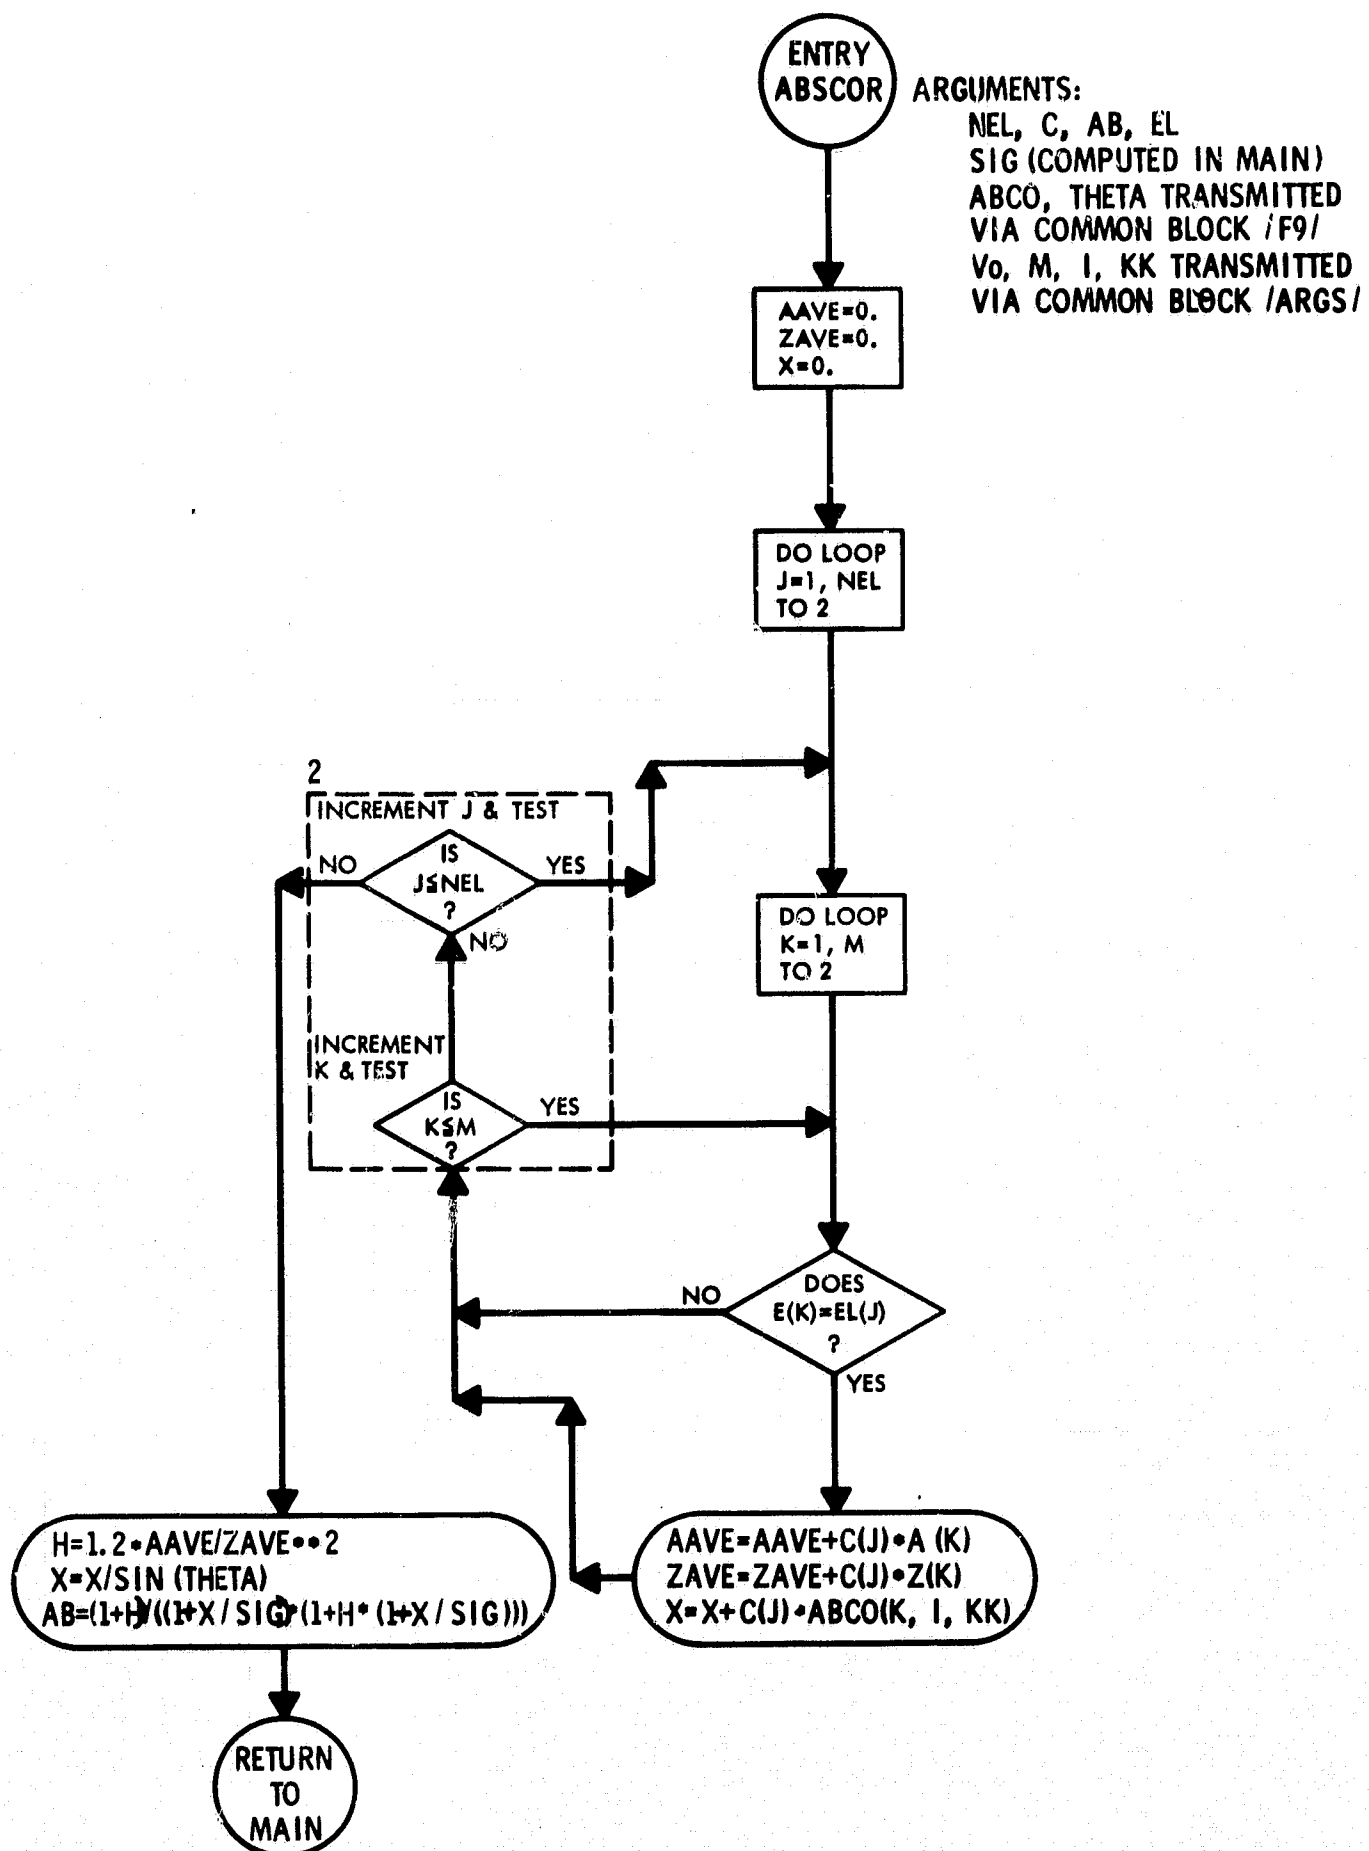 ENTRY
ABSCOR
ARGUMENTS:
NEL, C, AB, EL
SIG (COMPUTED IN MAIN)
ABCO, THETA TRANSMITTED
VIA COMMON BLOCK /F9/
Vo, M, I, KK TRANSMITTED
VIA COMMON BLOCK /ARGS/
AAVE=0.
ZAVE=0.
X=0.
DO LOOP
J=1, NEL
TO 2
2
INCREMENT J & TEST
NO
IS
J≦NEL
?
YES
NO
DO LOOP
K=1, M
TO 2
INCREMENT
K & TEST
IS
K≦M
?
YES
DOES
E(K)=EL(J)
?
NO
YES
H=1.2*AAVE/ZAVE**2
X=X/SIN (THETA)
AB=(1+H)/((1+X/SIG)*(1+H*(1+X/SIG)))
AAVE=AAVE+C(J)*A (K)
ZAVE=ZAVE+C(J)*Z(K)
X=X+C(J)*ABCO(K, I, KK)
RETURN
TO
MAIN